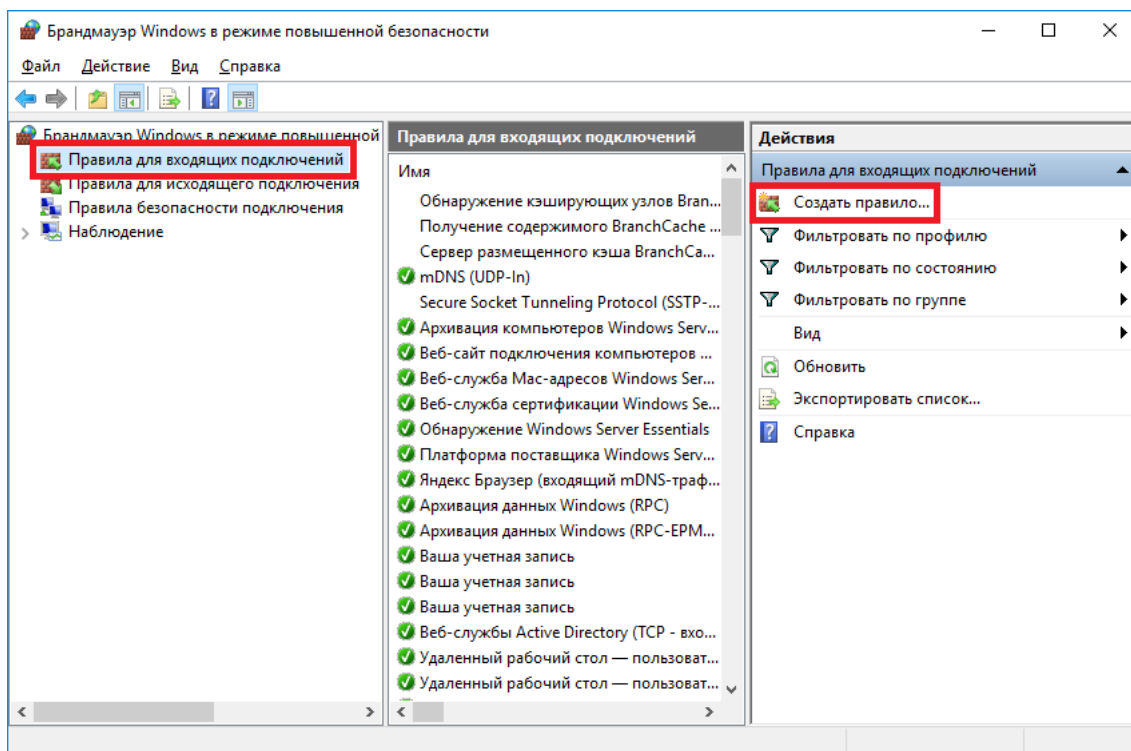 Брандмауэр Windows в режиме повышенной безопасности
Файл Действие Вид Справка
Брандмауэр Windows в режиме повышенной
Правила для входящих подключений
Правила для исходящего подключения
Правила безопасности подключения
Наблюдение
Правила для входящих подключений
Имя
Обнаружение кэширующих узлов Bran...
Получение содержимого BranchCache ...
Сервер размещенного кэша BranchCa...
mDNS (UDP-In)
Secure Socket Tunneling Protocol (SSTP-...
Архивация компьютеров Windows Serv...
Веб-сайт подключения компьютеров ...
Веб-служба Mac-адресов Windows Ser...
Веб-служба сертификации Windows Se...
Обнаружение Windows Server Essentials
Платформа поставщика Windows Serv...
Яндекс Браузер (входящий mDNS-траф...
Архивация данных Windows (RPC)
Архивация данных Windows (RPC-EPM...
Ваша учетная запись
Ваша учетная запись
Ваша учетная запись
Веб-службы Active Directory (TCP - вхо...
Удаленный рабочий стол — пользоват...
Удаленный рабочий стол — пользоват...
Действия
Правила для входящих подключений
Создать правило...
Фильтровать по профилю
Фильтровать по состоянию
Фильтровать по группе
Вид
Обновить
Экспортировать список...
Справка